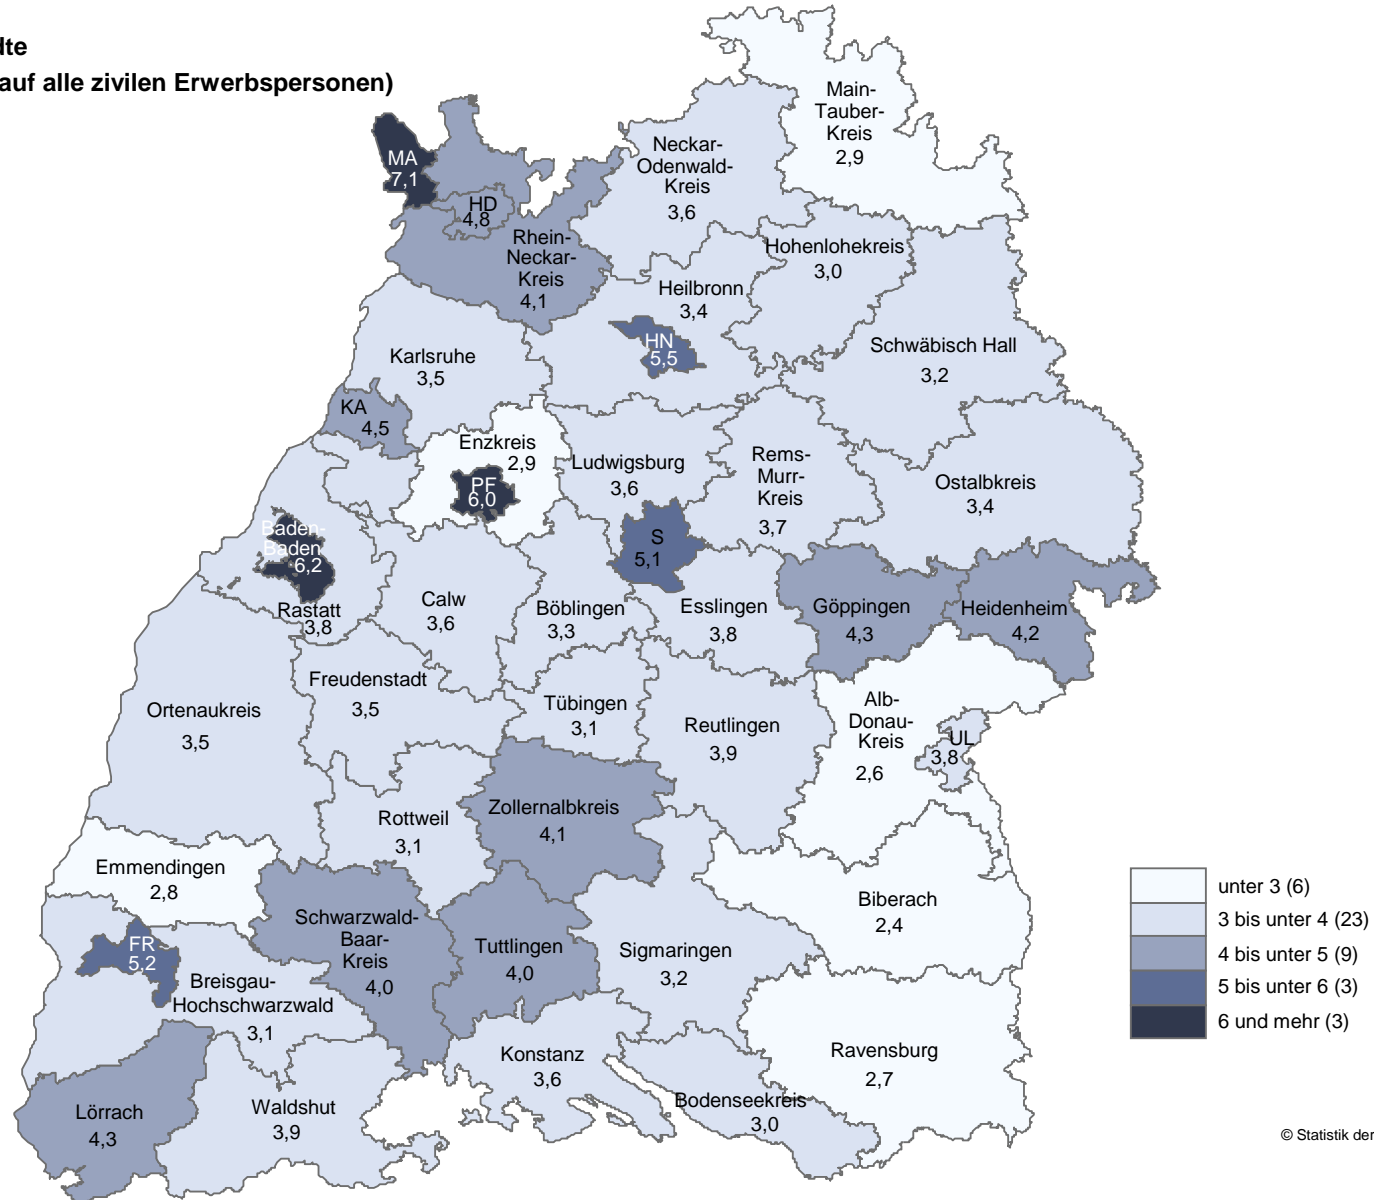 dte
auf alle zivilen Erwerbspersonen)
Main-
Tauber-
Kreis
2,9
MA
7,1
Neckar-
Odenwald-
Kreis
3,6
HD
4,8
Rhein-
Neckar-
Kreis
4,1
Hohenlohekreis
3,0
Heilbronn
3,4
HN
5,5
Schwäbisch Hall
3,2
Karlsruhe
3,5
KA
4,5
Enzkreis
2,9
PF
6,0
Ludwigsburg
3,6
Rems-
Murr-
Kreis
3,7
Ostalbkreis
3,4
Baden-
Baden
6,2
S
5,1
Rastatt
3,8
Calw
3,6
Böblingen
3,3
Esslingen
3,8
Göppingen
4,3
Heidenheim
4,2
Ortenaukreis
3,5
Freudenstadt
3,5
Tübingen
3,1
Reutlingen
3,9
Alb-
Donau-
Kreis
2,6
UL
3,8
Rottweil
3,1
Zollernalbkreis
4,1
Emmendingen
2,8
Biberach
2,4
Schwarzwald-
Baar-
Kreis
4,0
Tuttlingen
4,0
Sigmaringen
3,2
FR
5,2
Breisgau-
Hochschwarzwald
3,1
Konstanz
3,6
Ravensburg
2,7
Bodenseekreis
3,0
Lörrach
4,3
Waldshut
3,9
unter 3 (6)
3 bis unter 4 (23)
4 bis unter 5 (9)
5 bis unter 6 (3)
6 und mehr (3)
© Statistik der